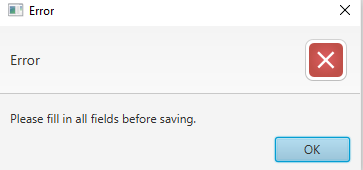 Error
Error
Please fill in all fields before saving.
OK